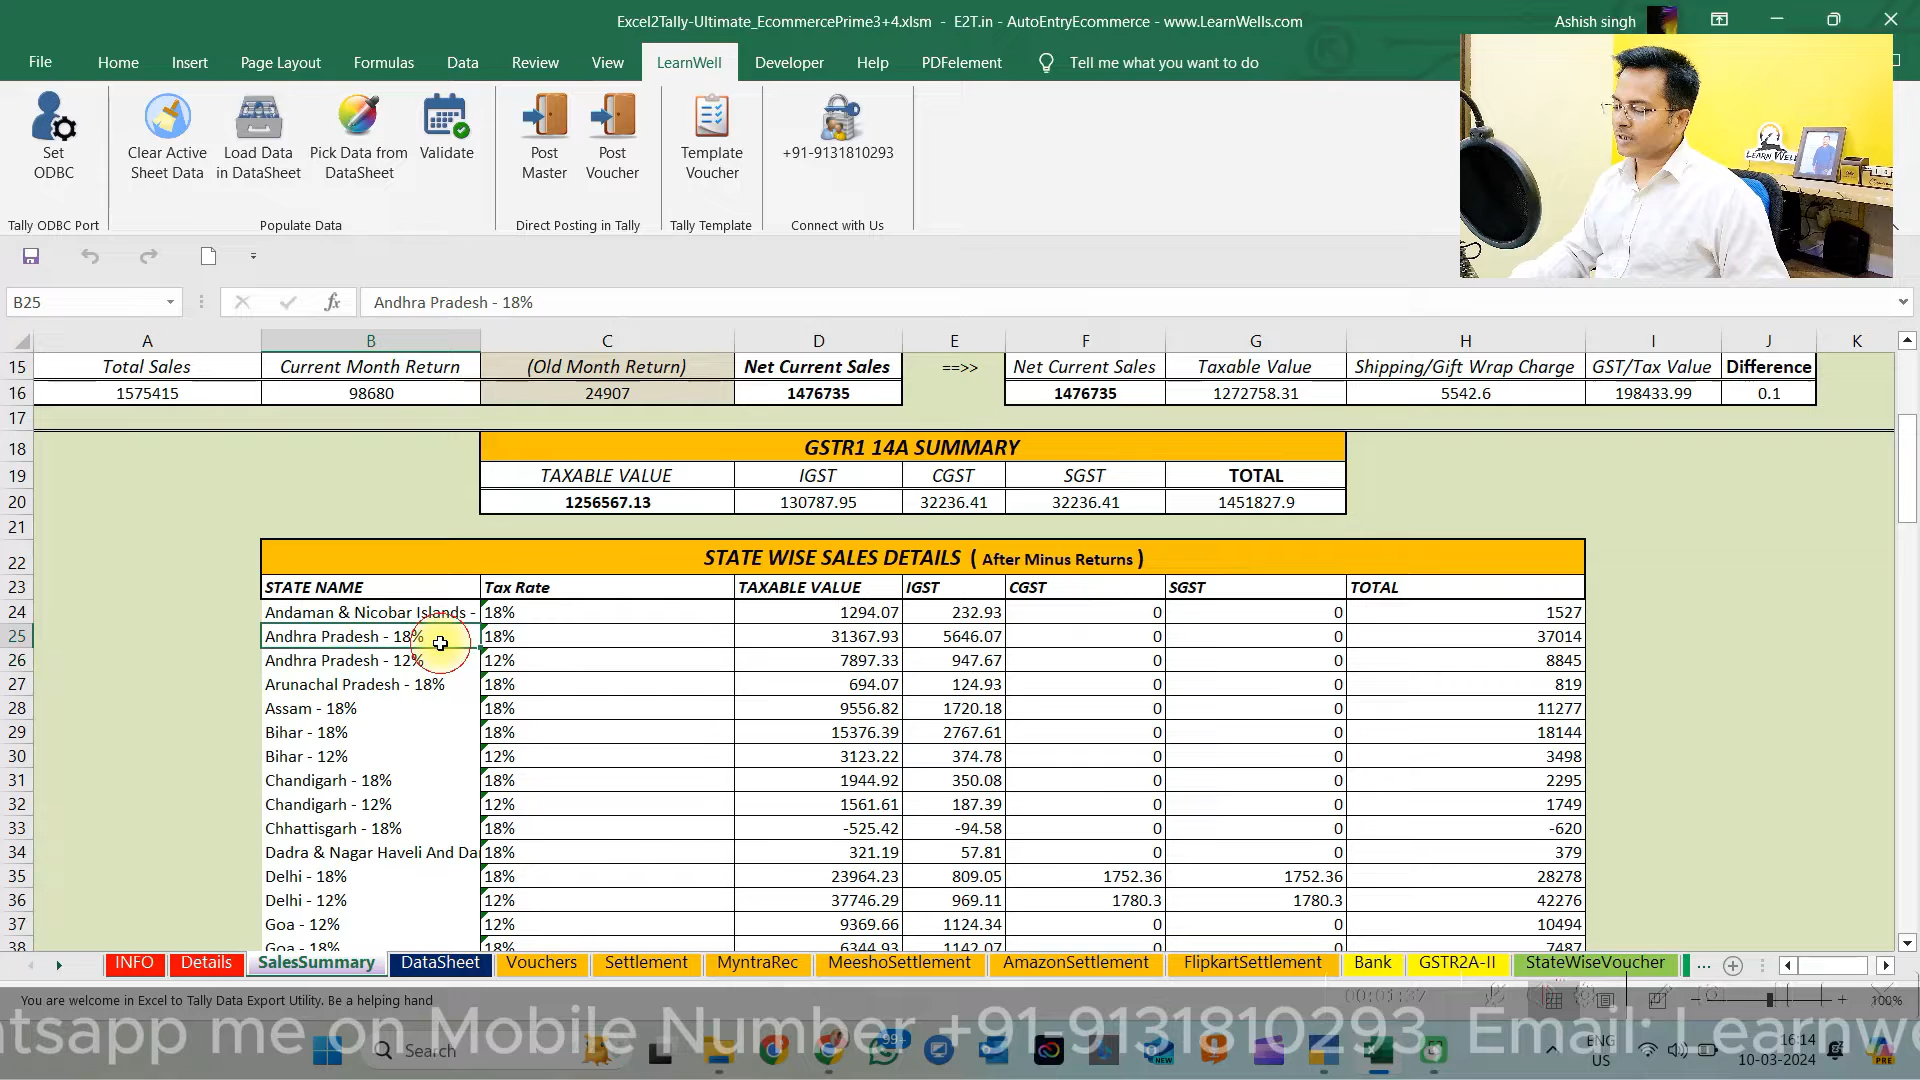 Excel2Tally-Ultimate_EcommercePrime3+4.xlsm - E2T.in - AutoEntryEcommerce - www.LearnWells.com
Ashish singh
File Home Insert Page Layout Formulas Data Review View LearnWell Developer Help PDFelement Tell me what you want to do
Set ODBC
Clear Active Sheet Data
Load Data in DataSheet
Pick Data from DataSheet
Validate
Post Master
Post Voucher
Template Voucher
+91-9131810293
Tally ODBC Port Populate Data Direct Posting in Tally Tally Template Connect with Us
LEARN WELL
B25 fx Andhra Pradesh - 18%
A B C D E F G H I J K
15 Total Sales Current Month Return (Old Month Return) Net Current Sales ==>> Net Current Sales Taxable Value Shipping/Gift Wrap Charge GST/Tax Value Difference
16 1575415 98680 24907 1476735 1476735 1272758.31 5542.6 198433.99 0.1
17
18 GSTR1 14A SUMMARY
19 TAXABLE VALUE IGST CGST SGST TOTAL
20 1256567.13 130787.95 32236.41 32236.41 1451827.9
21
22 STATE WISE SALES DETAILS ( After Minus Returns )
23 STATE NAME Tax Rate TAXABLE VALUE IGST CGST SGST TOTAL
24 Andaman & Nicobar Islands - 18% 1294.07 232.93 0 0 1527
25 Andhra Pradesh - 18% 18% 31367.93 5646.07 0 0 37014
26 Andhra Pradesh - 12% 12% 7897.33 947.67 0 0 8845
27 Arunachal Pradesh - 18% 18% 694.07 124.93 0 0 819
28 Assam - 18% 18% 9556.82 1720.18 0 0 11277
29 Bihar - 18% 18% 15376.39 2767.61 0 0 18144
30 Bihar - 12% 12% 3123.22 374.78 0 0 3498
31 Chandigarh - 18% 18% 1944.92 350.08 0 0 2295
32 Chandigarh - 12% 12% 1561.61 187.39 0 0 1749
33 Chhattisgarh - 18% 18% -525.42 -94.58 0 0 -620
34 Dadra & Nagar Haveli And Da 18% 321.19 57.81 0 0 379
35 Delhi - 18% 18% 23964.23 809.05 1752.36 1752.36 28278
36 Delhi - 12% 12% 37746.29 969.11 1780.3 1780.3 42276
37 Goa - 12% 12% 9369.66 1124.34 0 0 10494
38 Goa - 18% 18% 6344.93 1142.07 0 0 7487
INFO Details SalesSummary DataSheet Vouchers Settlement MyntraRec MeeshoSettlement AmazonSettlement FlipkartSettlement Bank GSTR2A-II StateWiseVoucher ...
You are welcome in Excel to Tally Data Export Utility. Be a helping hand
00:01:37
100%
atsapp me on Mobile Number +91-9131810293, Email: Learnwe
Search
99+
NEW
ENG
US
16:14
10-03-2024
PRE